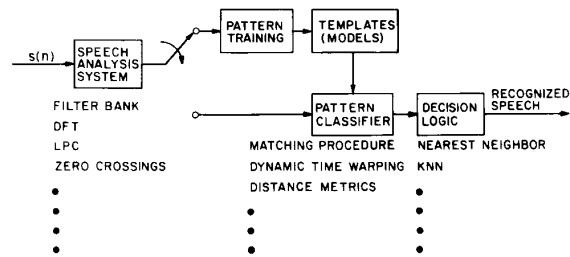 s(n)
SPEECH
ANALYSIS
SYSTEM
PATTERN
TRAINING
TEMPLATES
(MODELS)
PATTERN
CLASSIFIER
DECISION
LOGIC
RECOGNIZED
SPEECH
FILTER BANK
DFT
LPC
ZERO CROSSINGS
MATCHING PROCEDURE
DYNAMIC TIME WARPING
DISTANCE METRICS
NEAREST NEIGHBOR
KNN